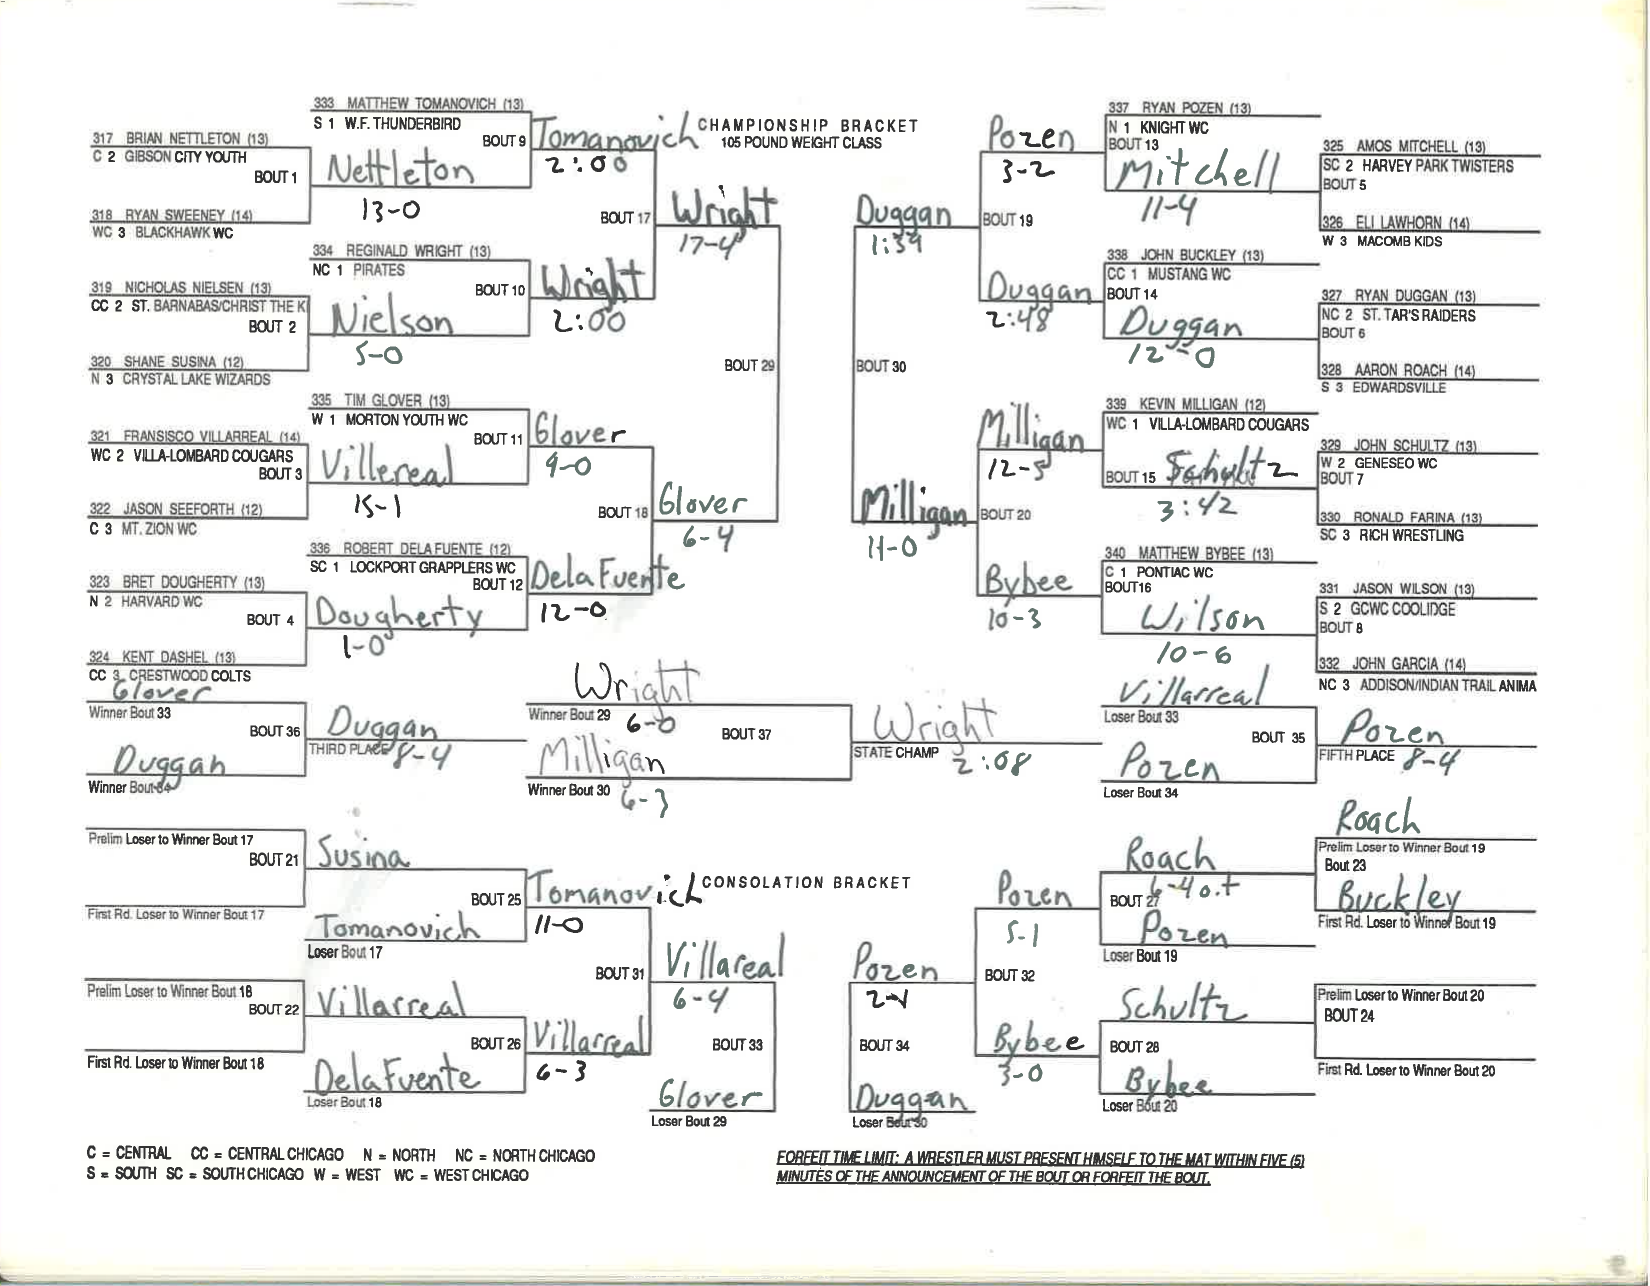 CHAMPIONSHIP BRACKET
105 POUND WEIGHT CLASS
333 MATTHEW TOMANOVICH (13)
S 1 W.F. THUNDERBIRD
BOUT 9
Tomanovich
2:00
317 BRIAN NETTLETON (13)
C 2 GIBSON CITY YOUTH
BOUT 1
Nettleton
13-0
318 RYAN SWEENEY (14)
WC 3 BLACKHAWK WC
BOUT 17
Wright
17-4
334 REGINALD WRIGHT (13)
NC 1 PIRATES
BOUT 10
Wright
2:00
319 NICHOLAS NIELSEN (13)
CC 2 ST. BARNABAS/CHRIST THE K
BOUT 2
Nielson
5-0
320 SHANE SUSINA (12)
N 3 CRYSTAL LAKE WIZARDS
BOUT 29
335 TIM GLOVER (13)
W 1 MORTON YOUTH WC
BOUT 11
Glover
9-0
321 FRANSISCO VILLARREAL (14)
WC 2 VILLA-LOMBARD COUGARS
BOUT 3
Villereal
15-1
322 JASON SEEFORTH (12)
C 3 MT. ZION WC
BOUT 18
Glover
6-4
336 ROBERT DELA FUENTE (12)
SC 1 LOCKPORT GRAPPLERS WC
BOUT 12
Dela Fuente
12-0
323 BRET DOUGHERTY (13)
N 2 HARVARD WC
BOUT 4
Dougherty
1-0
324 KENT DASHEL (13)
CC 3 CRESTWOOD COLTS
337 RYAN POZEN (13)
N 1 KNIGHT WC
BOUT 13
Pozen
3-2
Mitchell
11-4
325 AMOS MITCHELL (13)
SC 2 HARVEY PARK TWISTERS
BOUT 5
326 ELI LAWHORN (14)
W 3 MACOMB KIDS
Duggan
1:39
BOUT 19
338 JOHN BUCKLEY (13)
CC 1 MUSTANG WC
BOUT 14
Duggan
2:48
Duggan
12-0
327 RYAN DUGGAN (13)
NC 2 ST. TAR'S RAIDERS
BOUT 6
328 AARON ROACH (14)
S 3 EDWARDSVILLE
BOUT 30
339 KEVIN MILLIGAN (12)
WC 1 VILLA-LOMBARD COUGARS
Milligan
12-5
BOUT 15
Schultz
3:42
329 JOHN SCHULTZ (13)
W 2 GENESEO WC
BOUT 7
330 RONALD FARINA (13)
SC 3 RICH WRESTLING
Milligan
11-0
BOUT 20
340 MATTHEW BYBEE (13)
C 1 PONTIAC WC
BOUT16
Bybee
10-3
Wilson
10-6
331 JASON WILSON (13)
S 2 GCWC COOLIDGE
BOUT 8
332 JOHN GARCIA (14)
NC 3 ADDISON/INDIAN TRAIL ANIMA
Glover
Winner Bout 33
BOUT 36
Duggan
THIRD PLACE 8-4
Duggan
Winner Bout 34
Wright
Winner Bout 29 6-0
BOUT 37
Milligan
Winner Bout 30 6-3
Wright
STATE CHAMP 2:08
Villarreal
Loser Bout 33
BOUT 35
Pozen
FIFTH PLACE 8-4
Pozen
Loser Bout 34
CONSOLATION BRACKET
Prelim Loser to Winner Bout 17
BOUT 21
Susina
First Rd. Loser to Winner Bout 17
BOUT 25
Tomanovich
11-0
Tomanovich
Loser Bout 17
Prelim Loser to Winner Bout 18
BOUT 22
Villarreal
First Rd. Loser to Winner Bout 18
BOUT 26
Villarreal
6-3
Dela Fuente
Loser Bout 18
BOUT 31
Villareal
6-4
BOUT 33
Glover
Loser Bout 29
Roach
Prelim Loser to Winner Bout 19
Bout 23
Buckley
First Rd. Loser to Winner Bout 19
Roach
6-4 o.t
BOUT 27
Pozen
Loser Bout 19
Pozen
5-1
Pozen
BOUT 32
Schultz
Prelim Loser to Winner Bout 20
BOUT 24
First Rd. Loser to Winner Bout 20
BOUT 28
Bybee
3-0
Bybee
Loser Bout 20
BOUT 34
Duggan
Loser Bout 30
C = CENTRAL CC = CENTRAL CHICAGO N = NORTH NC = NORTH CHICAGO
S = SOUTH SC = SOUTH CHICAGO W = WEST WC = WEST CHICAGO
FORFEIT TIME LIMIT: A WRESTLER MUST PRESENT HIMSELF TO THE MAT WITHIN FIVE (5)
MINUTES OF THE ANNOUNCEMENT OF THE BOUT OR FORFEIT THE BOUT.